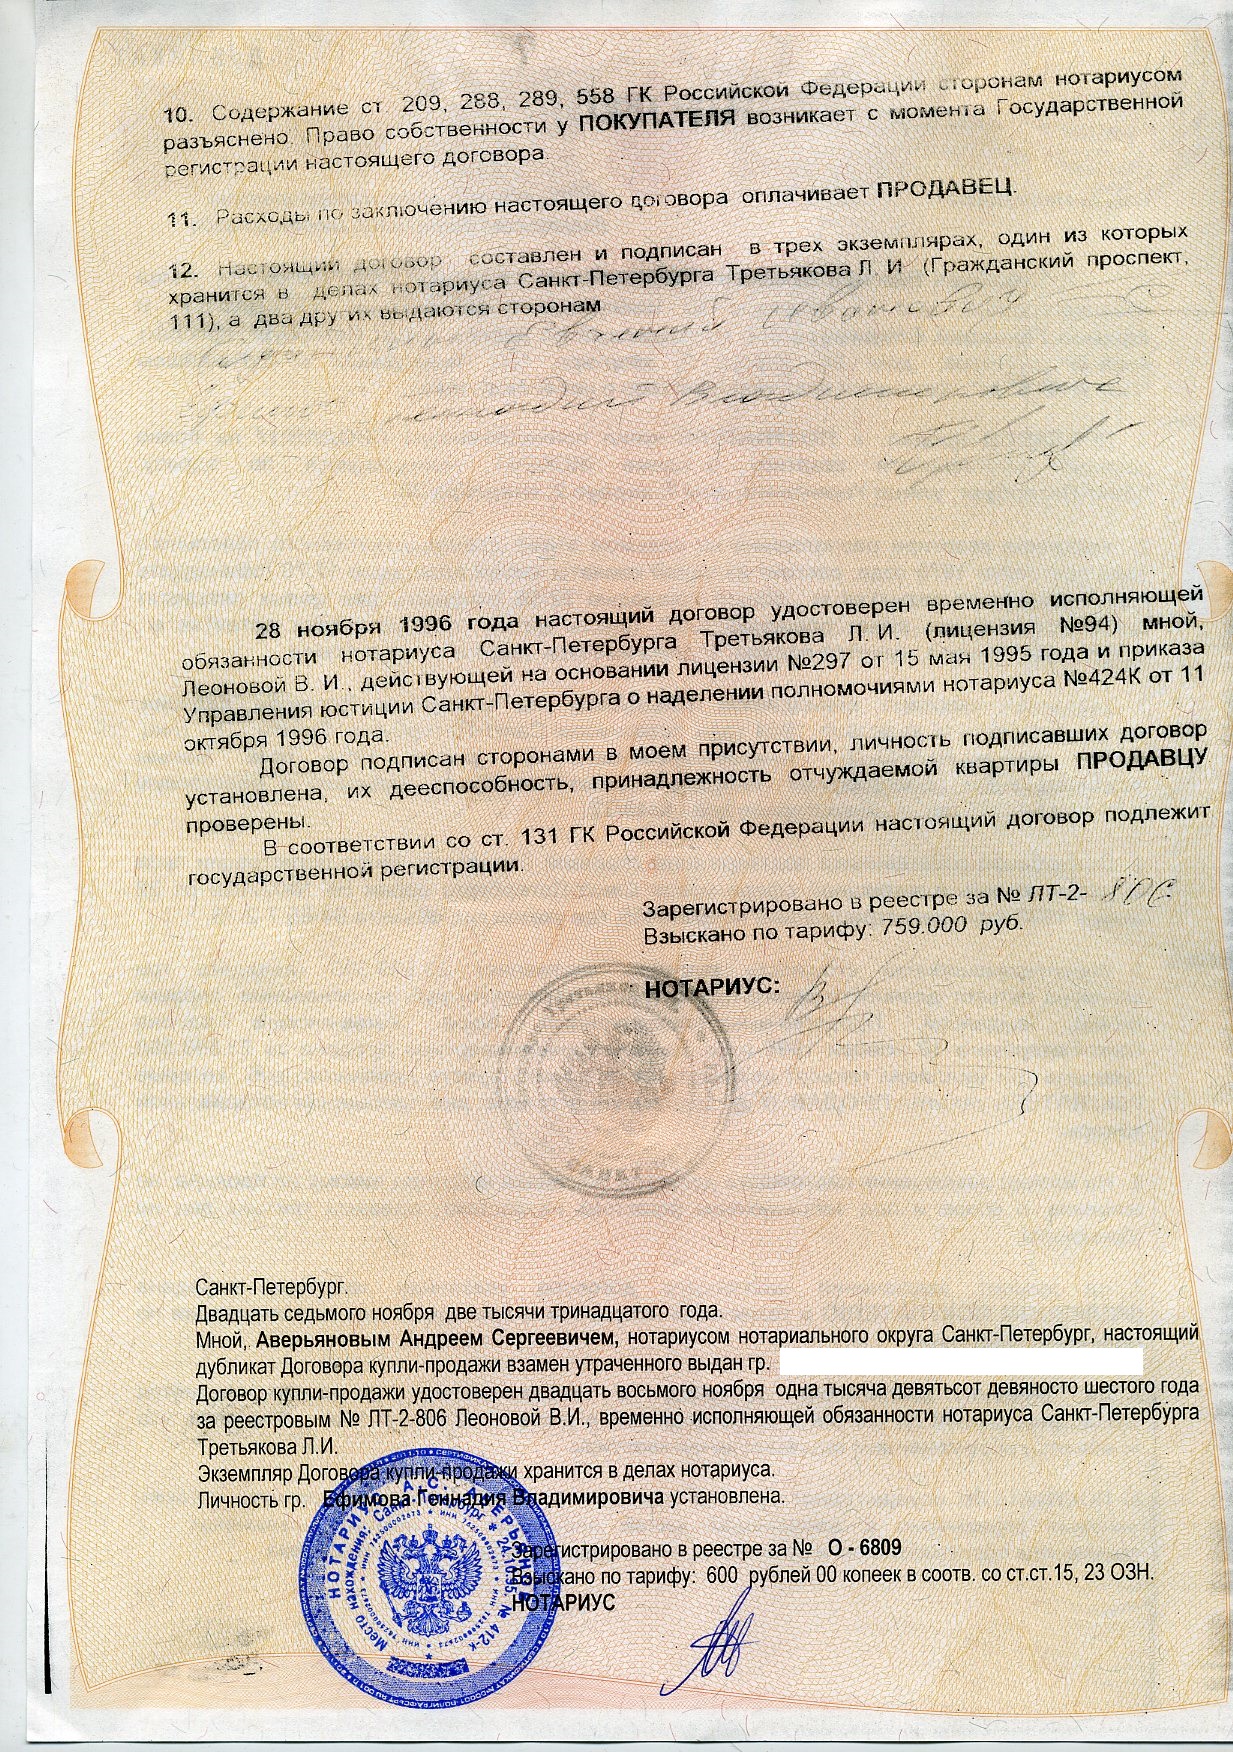 10. Содержание ст 209, 288, 289, 558 ГК Российской Федерации сторонам нотариусом
разъяснено. Право собственности у ПОКУПАТЕЛЯ возникает с момента Государственной
регистрации настоящего договора.
11. Расходы по заключению настоящего договора оплачивает ПРОДАВЕЦ.
12. Настоящий договор составлен и подписан в трех экземплярах, один из которых
хранится в делах нотариуса Санкт-Петербурга Третьякова Л. И (Гражданский проспект,
111), а два других выдаются сторонам
Евгений Иванович
Геннадий Владимирович
28 ноября 1996 года настоящий договор удостоверен временно исполняющей
обязанности нотариуса Санкт-Петербурга Третьякова Л. И. (лицензия №94) мной,
Леоновой В. И., действующей на основании лицензии №297 от 15 мая 1995 года и приказа
Управления юстиции Санкт-Петербурга о наделении полномочиями нотариуса №424К от 11
октября 1996 года.
Договор подписан сторонами в моем присутствии, личность подписавших договор
установлена, их дееспособность, принадлежность отчуждаемой квартиры ПРОДАВЦУ
проверены.
В соответствии со ст. 131 ГК Российской Федерации настоящий договор подлежит
государственной регистрации.
Зарегистрировано в реестре за № ЛТ-2- 806
Взыскано по тарифу: 759.000 руб.
НОТАРИУС:
Санкт-Петербург.
Двадцать седьмого ноября две тысячи тринадцатого года.
Мной, Аверьяновым Андреем Сергеевичем, нотариусом нотариального округа Санкт-Петербург, настоящий
дубликат Договора купли-продажи взамен утраченного выдан гр.
Договор купли-продажи удостоверен двадцать восьмого ноября одна тысяча девятьсот девяносто шестого года
за реестровым № ЛТ-2-806 Леоновой В.И., временно исполняющей обязанности нотариуса Санкт-Петербурга
Третьякова Л.И.
Экземпляр Договора купли-продажи хранится в делах нотариуса.
Личность гр. Ефимова Геннадия Владимировича установлена.
Зарегистрировано в реестре за № О - 6809
Взыскано по тарифу: 600 рублей 00 копеек в соотв. со ст.ст.15, 23 ОЗН.
НОТАРИУС
НОТАРИУС А.С. АВЕРЬЯНОВ
Место нахождения: Санкт-Петербург